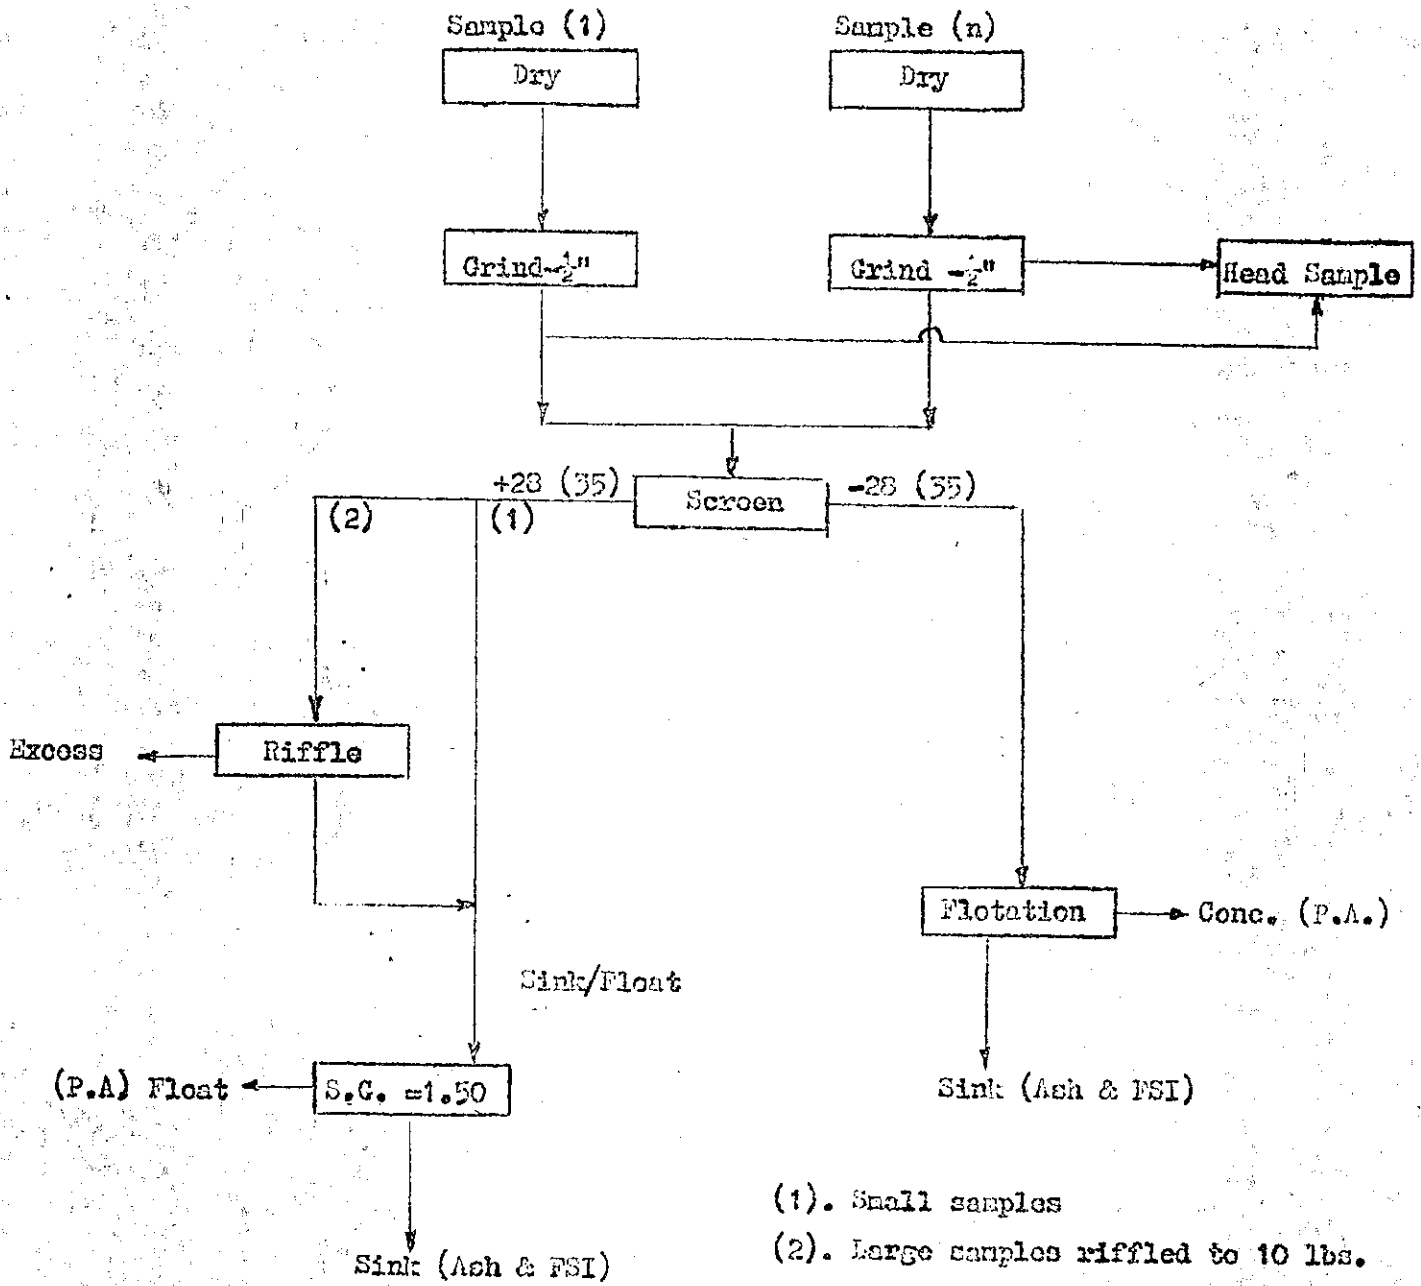 Sample (1)
Sample (n)
Dry
Dry
Grind-½"
Grind -½"
Head Sample
+28 (35)
Screen
-28 (35)
(2)
(1)
Excess
Riffle
Flotation
Conc. (P.A.)
Sink/Float
(P.A) Float
S.G. =1.50
Sink (Ash & FSI)
(1). Small samples
(2). Large samples riffled to 10 lbs.
Sink (Ash & FSI)